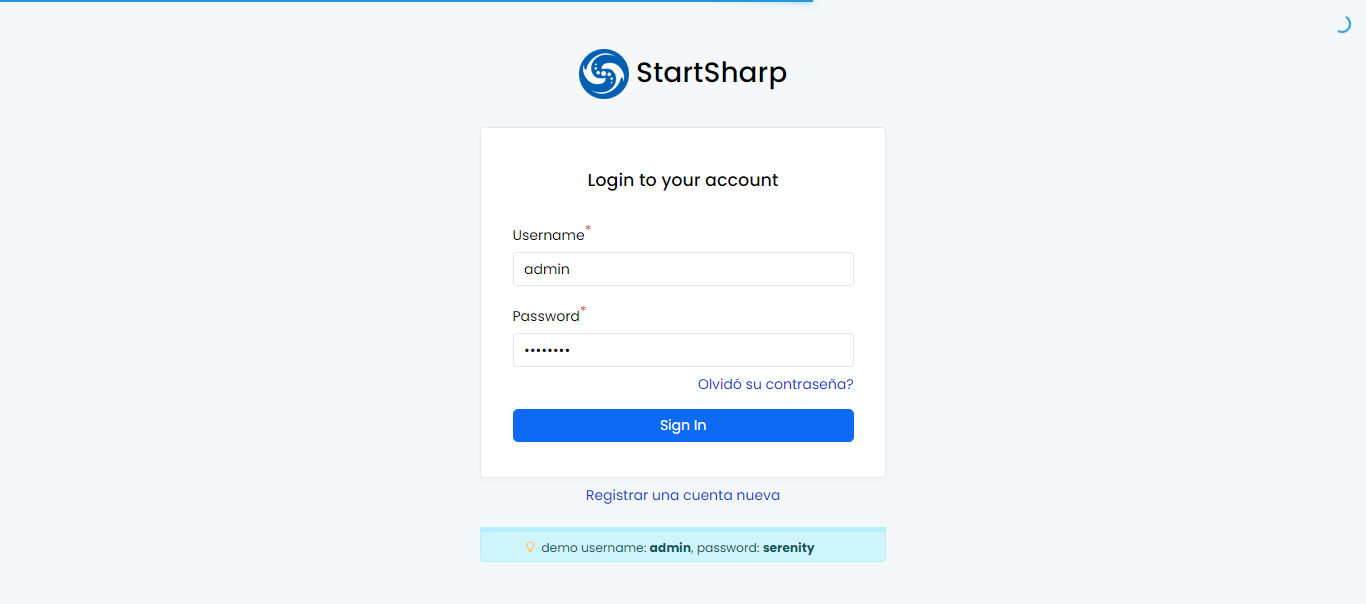 StartSharp
Login to your account
Username*
admin
Password*
••••••••
Olvidó su contraseña?
Sign In
Registrar una cuenta nueva
demo username: admin, password: serenity